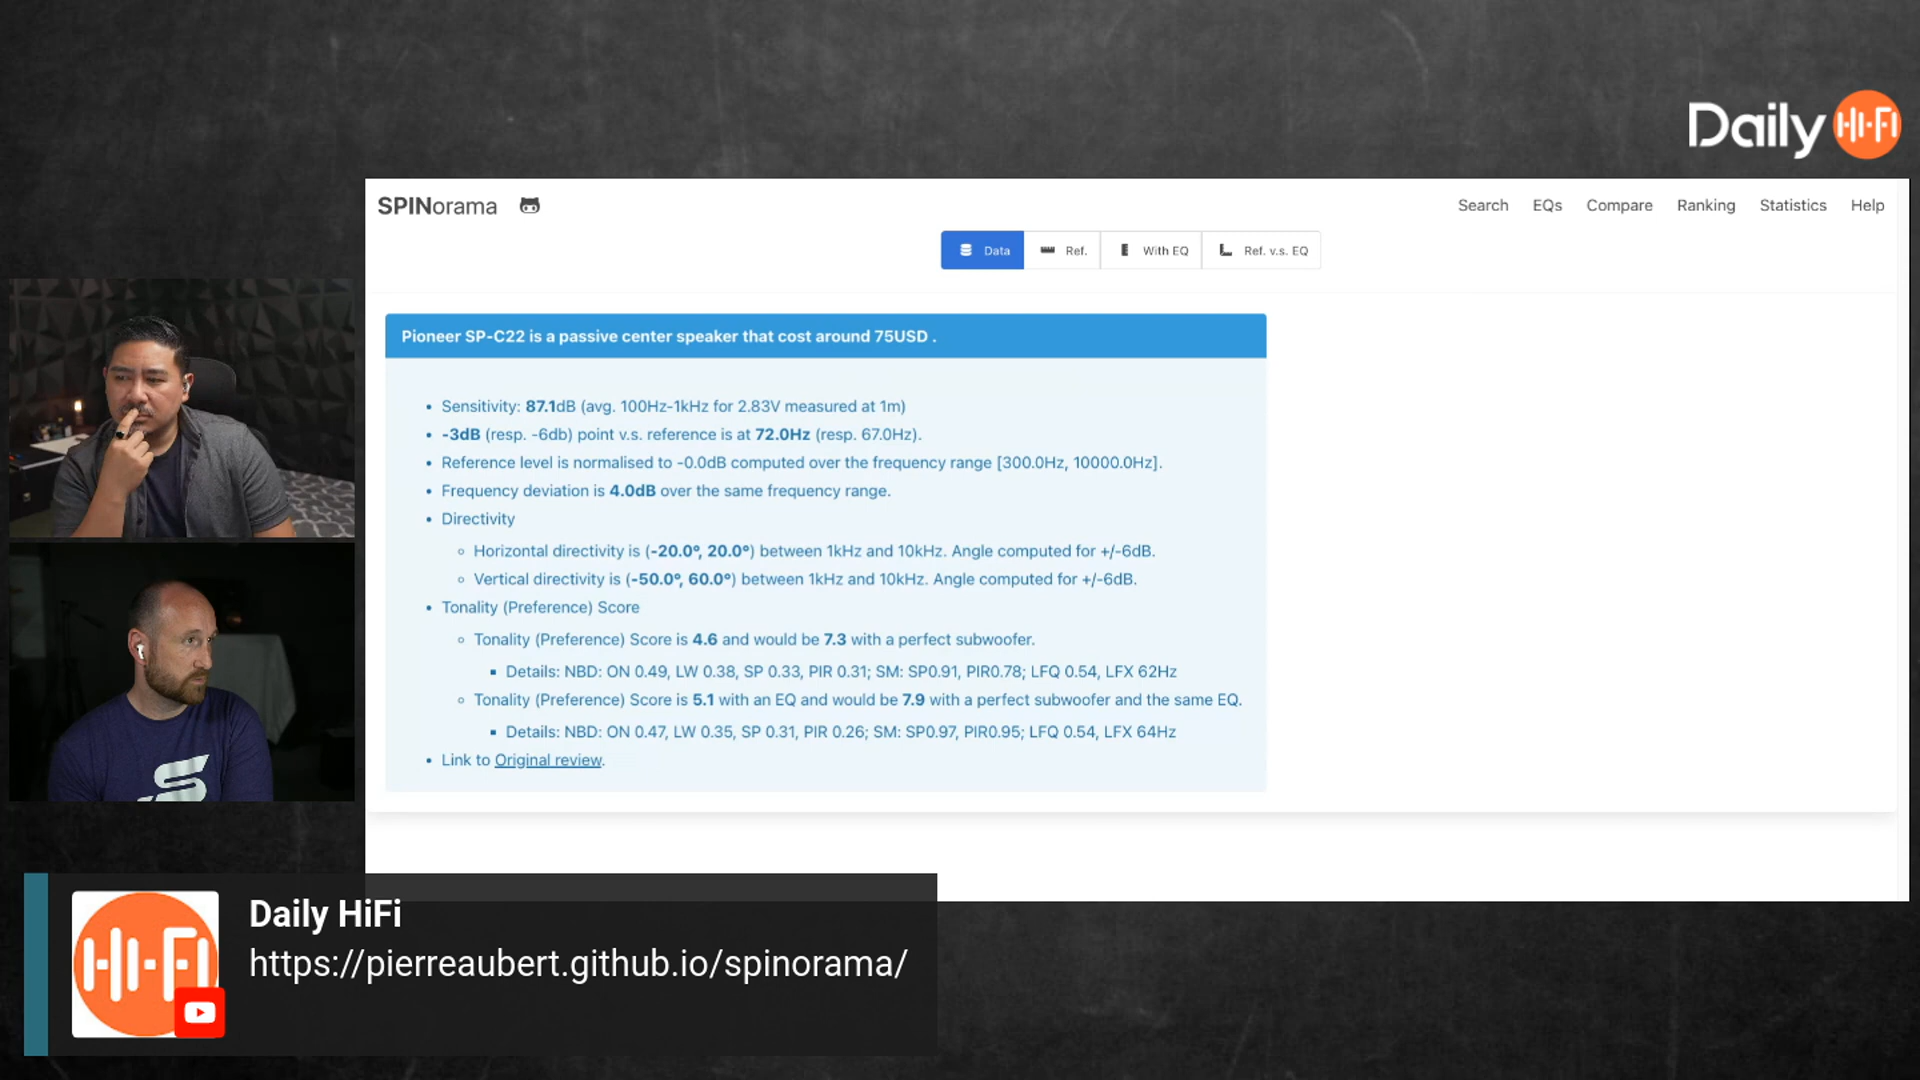 Daily HI-FI
SPINorama
Search EQs Compare Ranking Statistics Help
Data Ref. With EQ Ref. v.s. EQ
Pioneer SP-C22 is a passive center speaker that cost around 75USD .
• Sensitivity: 87.1dB (avg. 100Hz-1kHz for 2.83V measured at 1m)
• -3dB (resp. -6db) point v.s. reference is at 72.0Hz (resp. 67.0Hz).
• Reference level is normalised to -0.0dB computed over the frequency range [300.0Hz, 10000.0Hz].
• Frequency deviation is 4.0dB over the same frequency range.
• Directivity
◦ Horizontal directivity is (-20.0°, 20.0°) between 1kHz and 10kHz. Angle computed for +/-6dB.
◦ Vertical directivity is (-50.0°, 60.0°) between 1kHz and 10kHz. Angle computed for +/-6dB.
• Tonality (Preference) Score
◦ Tonality (Preference) Score is 4.6 and would be 7.3 with a perfect subwoofer.
▪ Details: NBD: ON 0.49, LW 0.38, SP 0.33, PIR 0.31; SM: SP0.91, PIR0.78; LFQ 0.54, LFX 62Hz
◦ Tonality (Preference) Score is 5.1 with an EQ and would be 7.9 with a perfect subwoofer and the same EQ.
▪ Details: NBD: ON 0.47, LW 0.35, SP 0.31, PIR 0.26; SM: SP0.97, PIR0.95; LFQ 0.54, LFX 64Hz
• Link to Original review.
HI-FI
Daily HiFi
https://pierreaubert.github.io/spinorama/